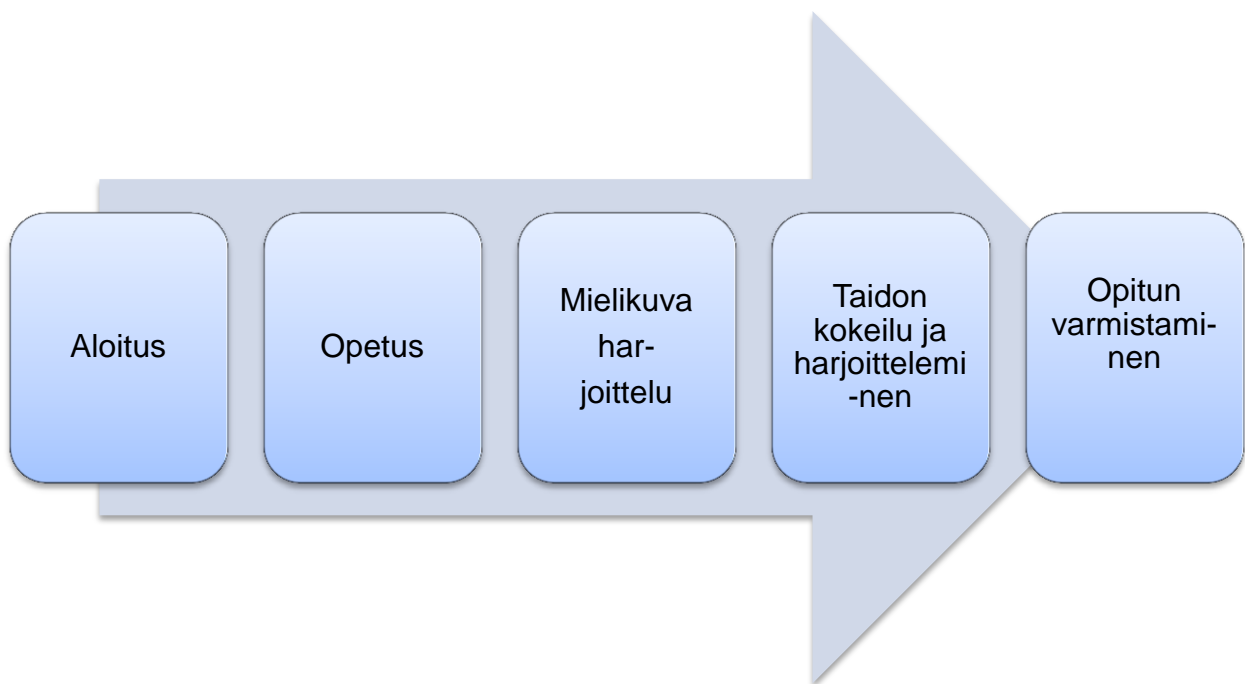 Aloitus
Opetus
Mielikuva
har-
joittelu
Taidon
kokeilu ja
harjoittelemi
-nen
Opitun
varmistami-
nen